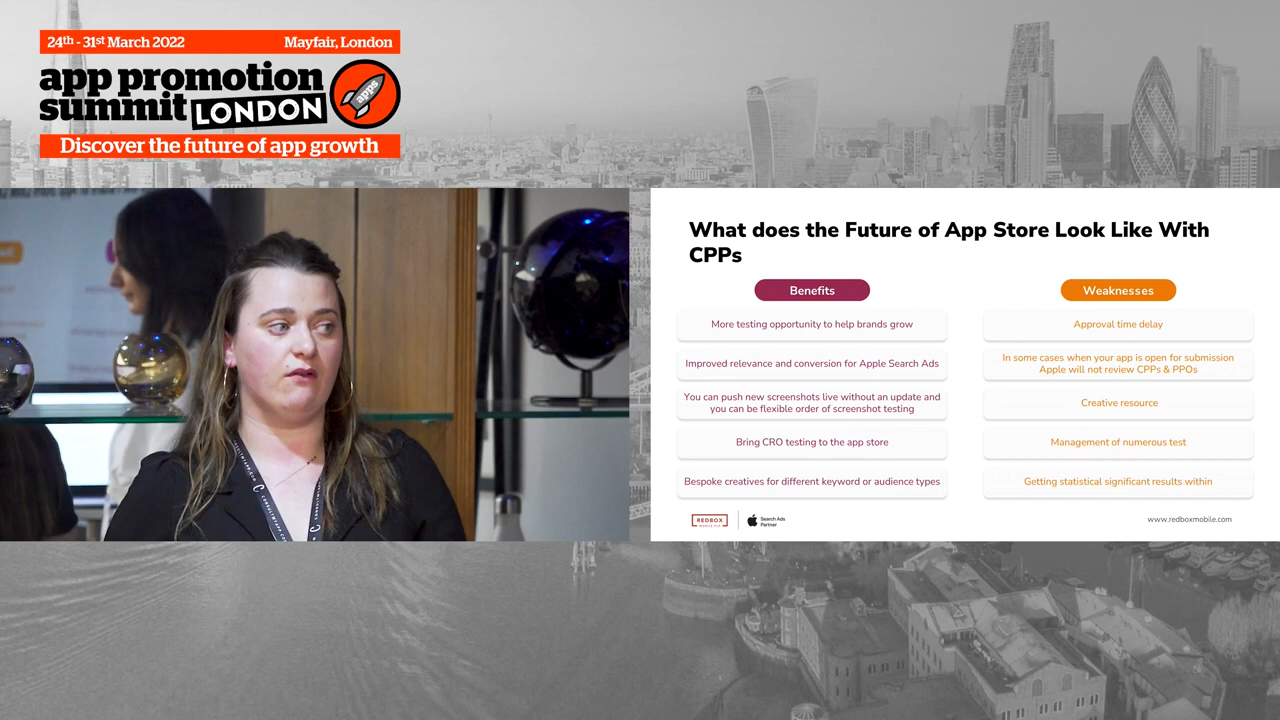 24th - 31st March 2022 Mayfair, London
app promotion
summit LONDON
apps
Discover the future of app growth
What does the Future of App Store Look Like With
CPPs
Benefits
Weaknesses
More testing opportunity to help brands grow
Approval time delay
Improved relevance and conversion for Apple Search Ads
In some cases when your app is open for submission
Apple will not review CPPs & PPOs
You can push new screenshots live without an update and
you can be flexible order of screenshot testing
Creative resource
Bring CRO testing to the app store
Management of numerous test
Bespoke creatives for different keyword or audience types
Getting statistical significant results within
REDBOX
MOBILE PLC
Search Ads
Partner
www.redboxmobile.com